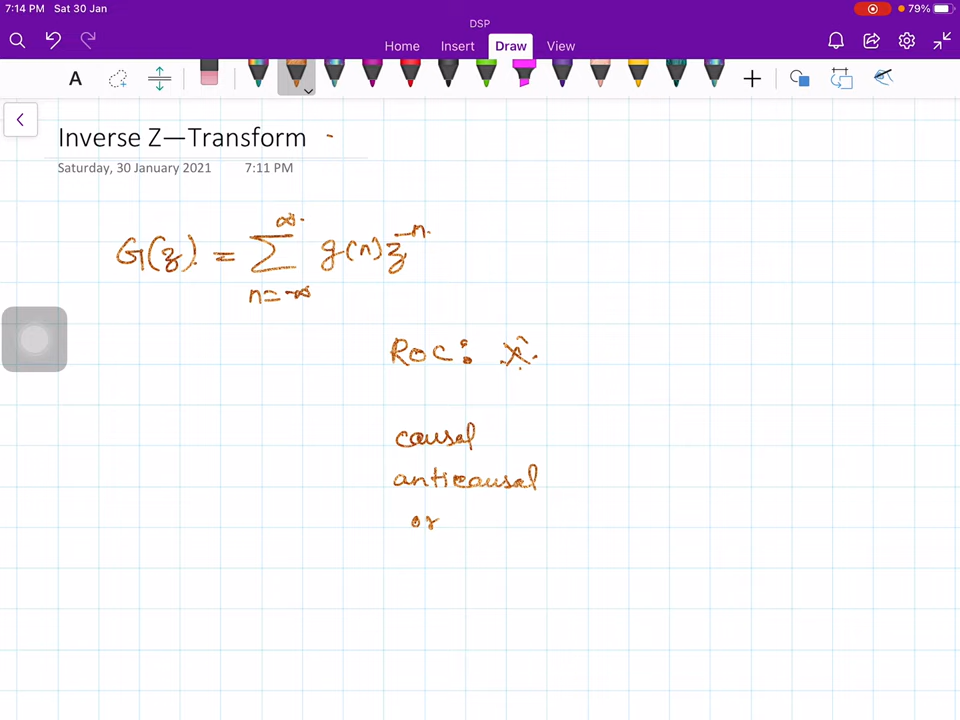 7:14 PM Sat 30 Jan
79%
DSP
Home Insert Draw View
A
Inverse Z—Transform
Saturday, 30 January 2021 7:11 PM
G(z) = ∑_{n=-∞}^{∞} g(n) z^{-n}
ROC:
causal
anticausal
or